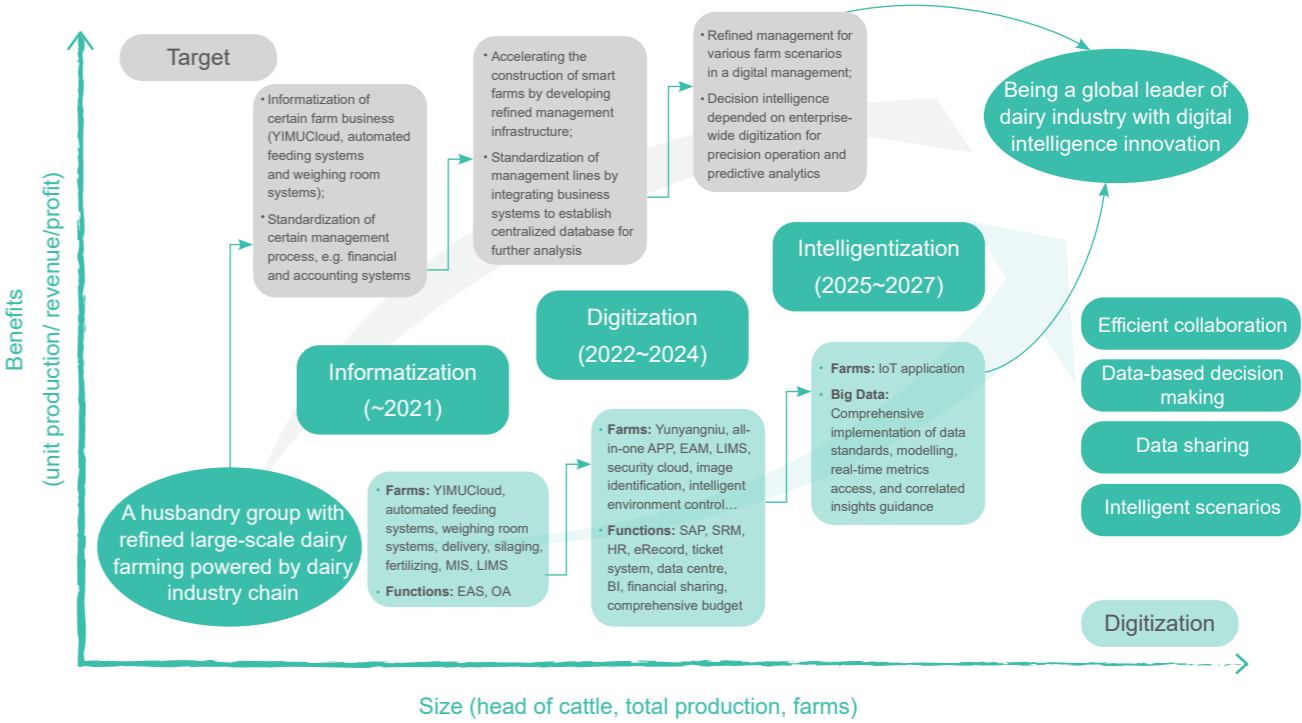 Target
• Informatization of
certain farm business
(YIMUCloud, automated
feeding systems
and weighing room
systems);
• Standardization of
certain management
process, e.g. financial
and accounting systems
• Accelerating the
construction of smart
farms by developing
refined management
infrastructure;
• Standardization of
management lines by
integrating business
systems to establish
centralized database for
further analysis
• Refined management for
various farm scenarios
in a digital management;
• Decision intelligence
depended on enterprise-
wide digitization for
precision operation and
predictive analytics
Being a global leader of
dairy industry with digital
intelligence innovation
Benefits
(unit production/ revenue/profit)
Informatization
(~2021)
Digitization
(2022~2024)
Intelligentization
(2025~2027)
A husbandry group with
refined large-scale dairy
farming powered by dairy
industry chain
• Farms: YIMUCloud,
automated feeding
systems, weighing room
systems, delivery, silaging,
fertilizing, MIS, LIMS
• Functions: EAS, OA
• Farms: Yunyangniu, all-
in-one APP, EAM, LIMS,
security cloud, image
identification, intelligent
environment control…
• Functions: SAP, SRM,
HR, eRecord, ticket
system, data centre,
BI, financial sharing,
comprehensive budget
• Farms: IoT application
• Big Data:
Comprehensive
implementation of data
standards, modelling,
real-time metrics
access, and correlated
insights guidance
Efficient collaboration
Data-based decision
making
Data sharing
Intelligent scenarios
Digitization
Size (head of cattle, total production, farms)